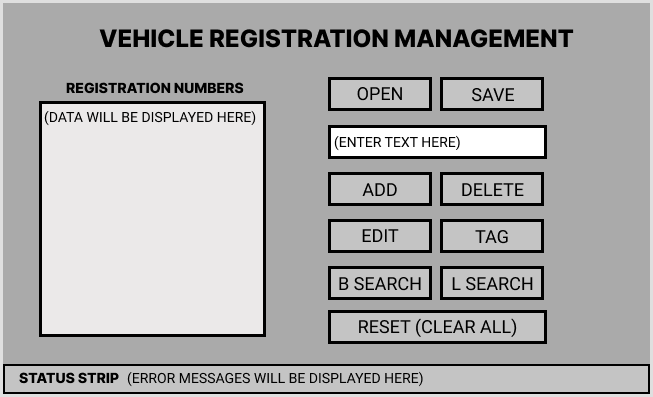 VEHICLE REGISTRATION MANAGEMENT
REGISTRATION NUMBERS
(DATA WILL BE DISPLAYED HERE)
OPEN
SAVE
(ENTER TEXT HERE)
ADD
DELETE
EDIT
TAG
B SEARCH
L SEARCH
RESET (CLEAR ALL)
STATUS STRIP (ERROR MESSAGES WILL BE DISPLAYED HERE)